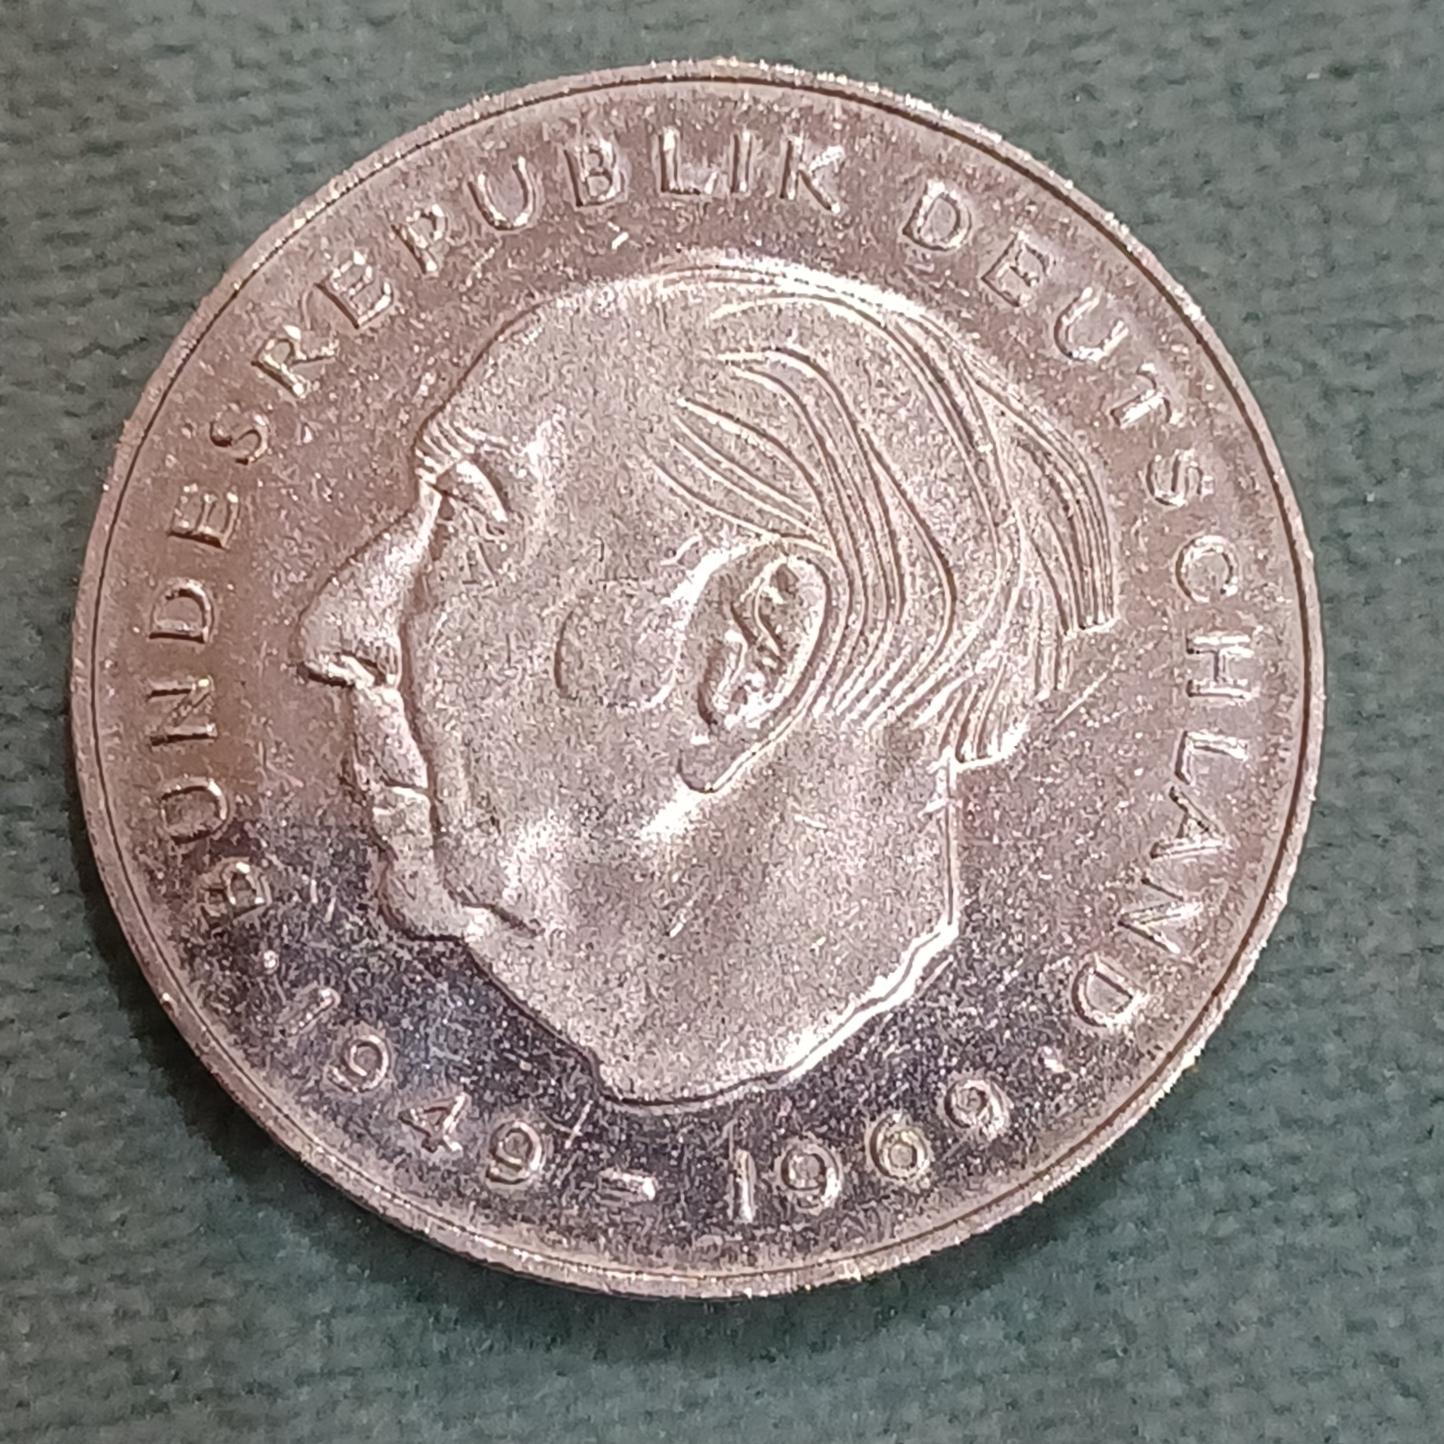 BUNDESREPUBLIK DEUTSCHLAND
· 1949-1969 ·